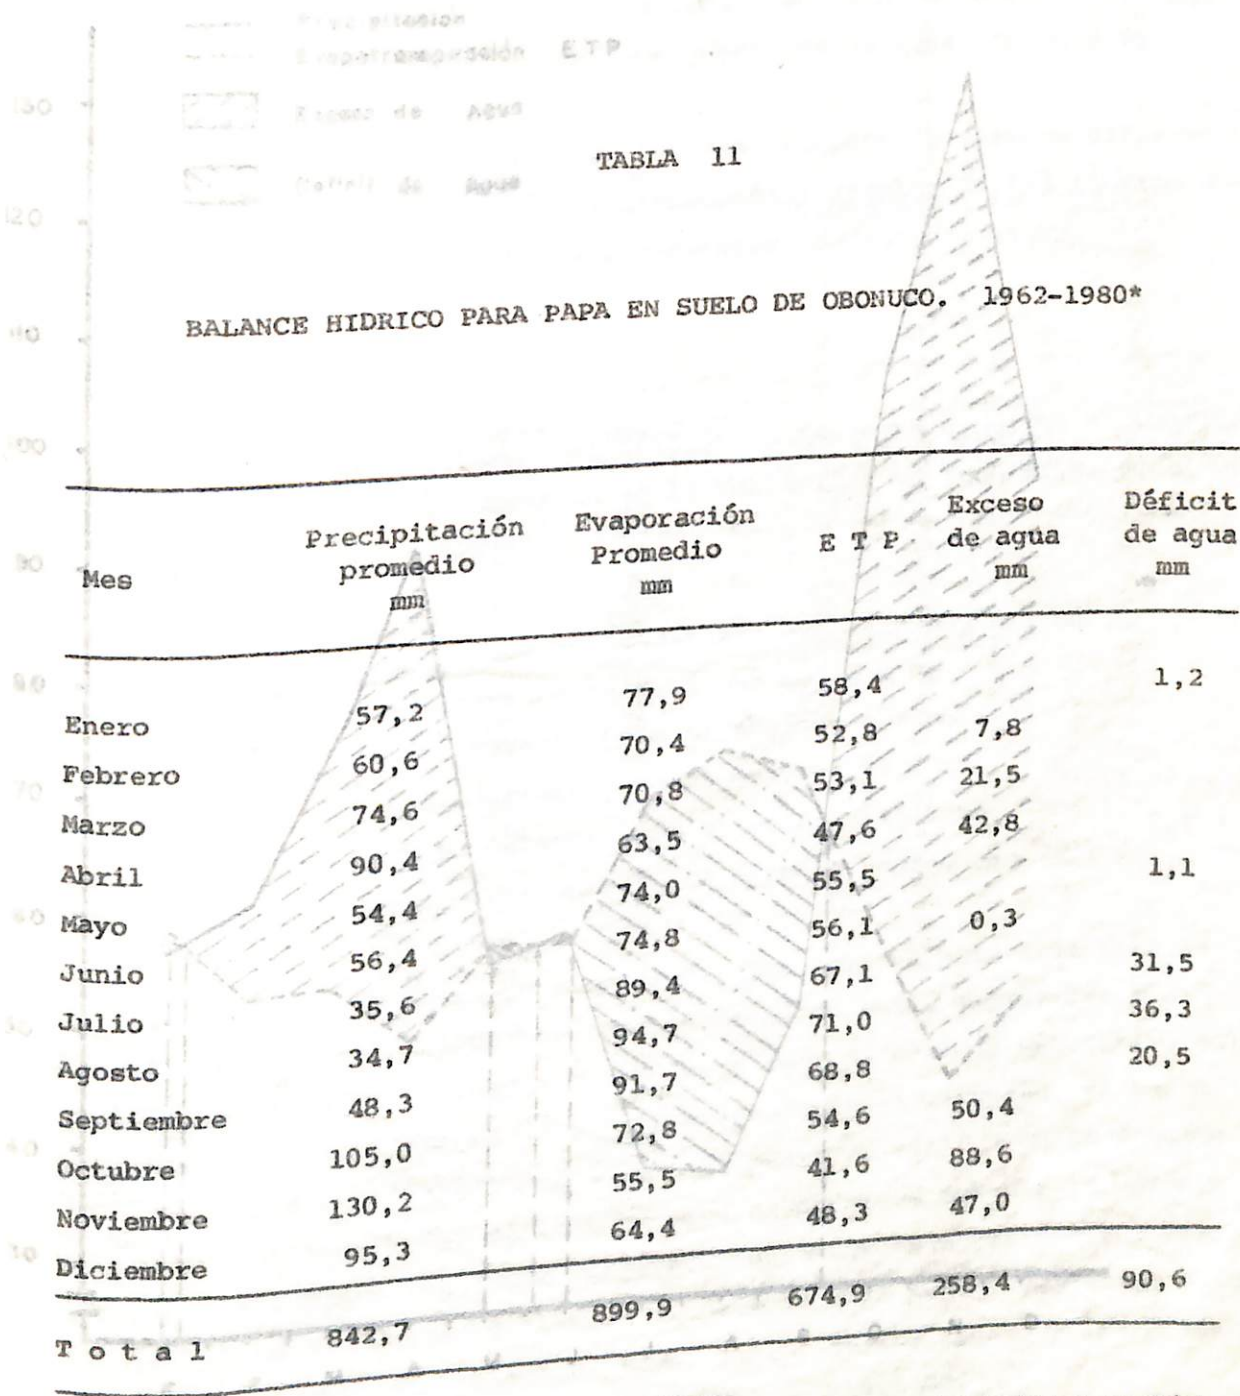 TABLA 11
BALANCE HIDRICO PARA PAPA EN SUELO DE OBONUCO. 1962-1980*
Mes Precipitación promedio mm Evaporación Promedio mm E T P Exceso de agua mm Déficit de agua mm
Enero 57,2 77,9 58,4 1,2
Febrero 60,6 70,4 52,8 7,8
Marzo 74,6 70,8 53,1 21,5
Abril 90,4 63,5 47,6 42,8
Mayo 54,4 74,0 55,5 1,1
Junio 56,4 74,8 56,1 0,3
Julio 35,6 89,4 67,1 31,5
Agosto 34,7 94,7 71,0 36,3
Septiembre 48,3 91,7 68,8 20,5
Octubre 105,0 72,8 54,6 50,4
Noviembre 130,2 55,5 41,6 88,6
Diciembre 95,3 64,4 48,3 47,0
T o t a l 842,7 899,9 674,9 258,4 90,6